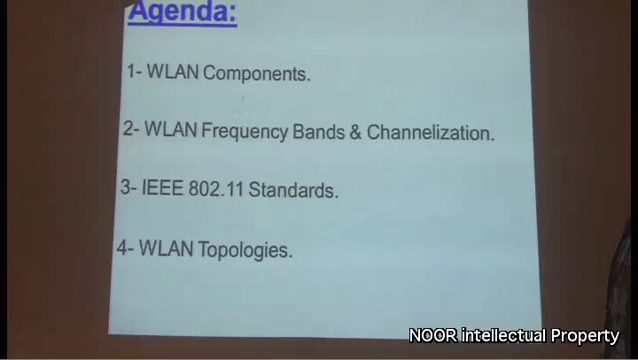 Agenda:
1- WLAN Components.
2- WLAN Frequency Bands & Channelization.
3- IEEE 802.11 Standards.
4- WLAN Topologies.
NOOR intellectual Property